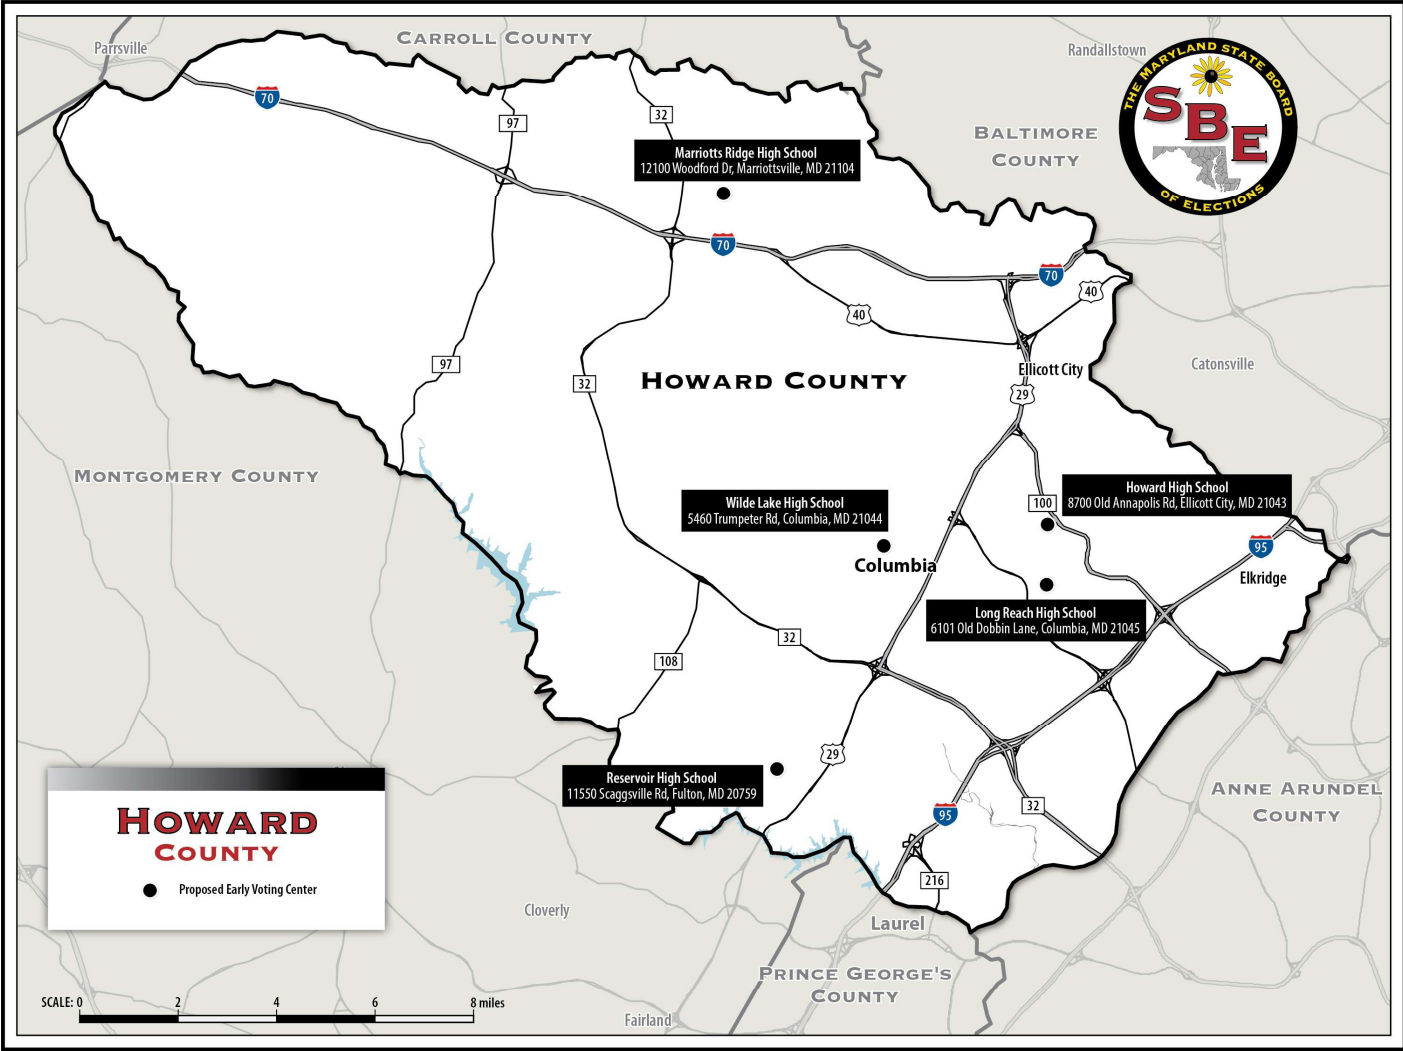 Parrsville
CARROLL COUNTY
Randallstown
THE MARYLAND STATE BOARD
SBE
OF ELECTIONS
70
97
32
BALTIMORE
COUNTY
Marriotts Ridge High School
12100 Woodford Dr, Marriottsville, MD 21104
70
70
40
40
97
32
HOWARD COUNTY
Ellicott City
29
Catonsville
MONTGOMERY COUNTY
Wilde Lake High School
5460 Trumpeter Rd, Columbia, MD 21044
100
Howard High School
8700 Old Annapolis Rd, Ellicott City, MD 21043
95
Columbia
Elkridge
Long Reach High School
6101 Old Dobbin Lane, Columbia, MD 21045
32
108
29
Reservoir High School
11550 Scaggsville Rd, Fulton, MD 20759
95
32
ANNE ARUNDEL
COUNTY
216
HOWARD
COUNTY
Proposed Early Voting Center
Cloverly
Laurel
PRINCE GEORGE'S
COUNTY
SCALE: 0 2 4 6 8 miles
Fairland